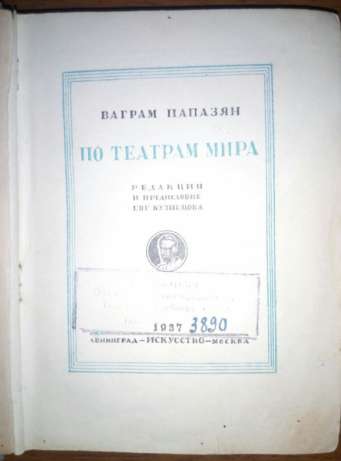 ВАГРАМ ПАПАЗЯН
ПО ТЕАТРАМ МИРА
РЕДАКЦИЯ
И ПРЕДИСЛОВИЕ
ЕВГ КУЗНЕЦОВА
1937 3890
ЛЕНИНГРАД — ИСКУССТВО — МОСКВА